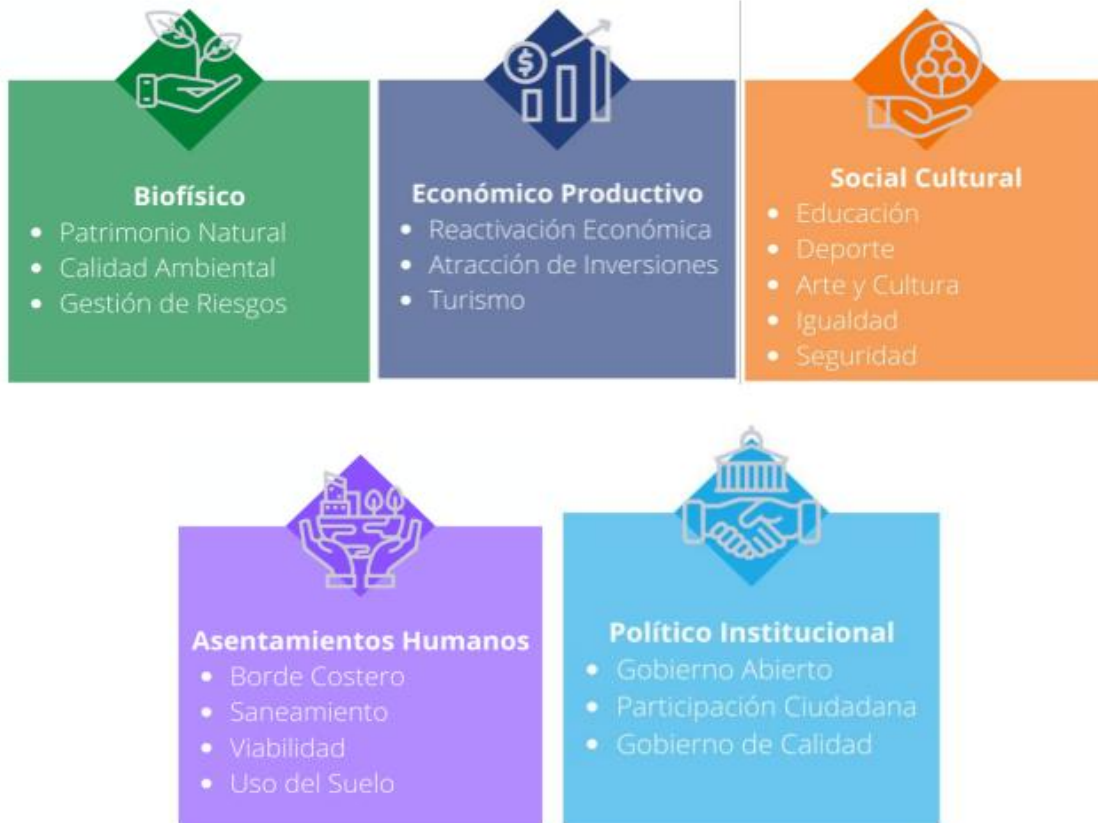 Biofísico
• Patrimonio Natural
• Calidad Ambiental
• Gestión de Riesgos
Económico Productivo
• Reactivación Económica
• Atracción de Inversiones
• Turismo
Social Cultural
• Educación
• Deporte
• Arte y Cultura
• Igualdad
• Seguridad
Asentamientos Humanos
• Borde Costero
• Saneamiento
• Viabilidad
• Uso del Suelo
Político Institucional
• Gobierno Abierto
• Participación Ciudadana
• Gobierno de Calidad